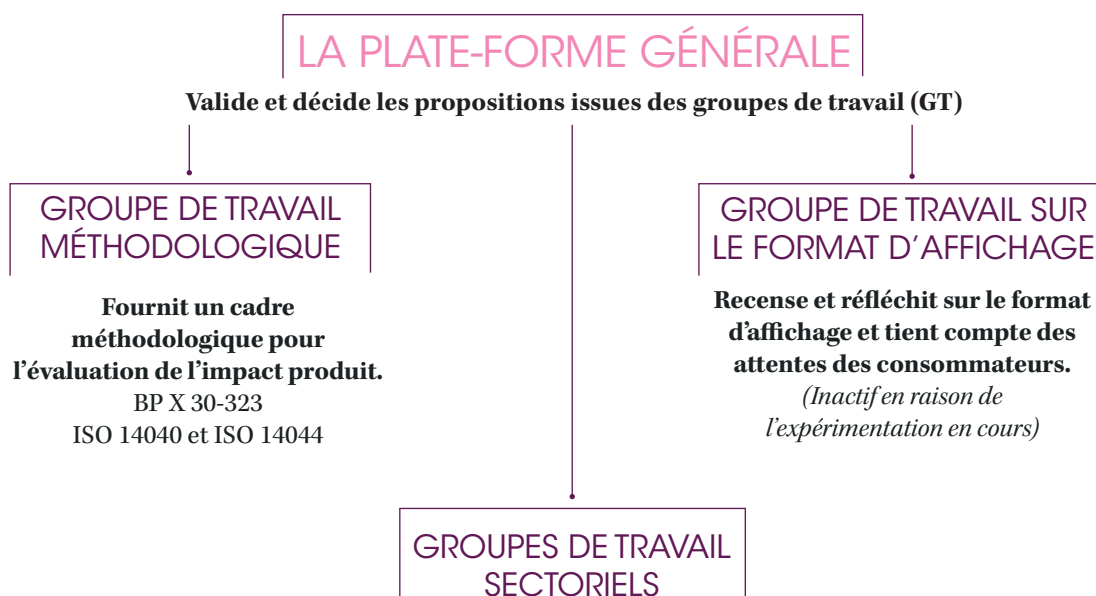 LA PLATE-FORME GÉNÉRALE
Valide et décide les propositions issues des groupes de travail (GT)
GROUPE DE TRAVAIL
MÉTHODOLOGIQUE
Fournit un cadre
méthodologique pour
l’évaluation de l’impact produit.
BP X 30-323
ISO 14040 et ISO 14044
GROUPE DE TRAVAIL SUR
LE FORMAT D’AFFICHAGE
Recense et réfléchit sur le format
d’affichage et tient compte des
attentes des consommateurs.
(Inactif en raison de
l’expérimentation en cours)
GROUPES DE TRAVAIL
SECTORIELS